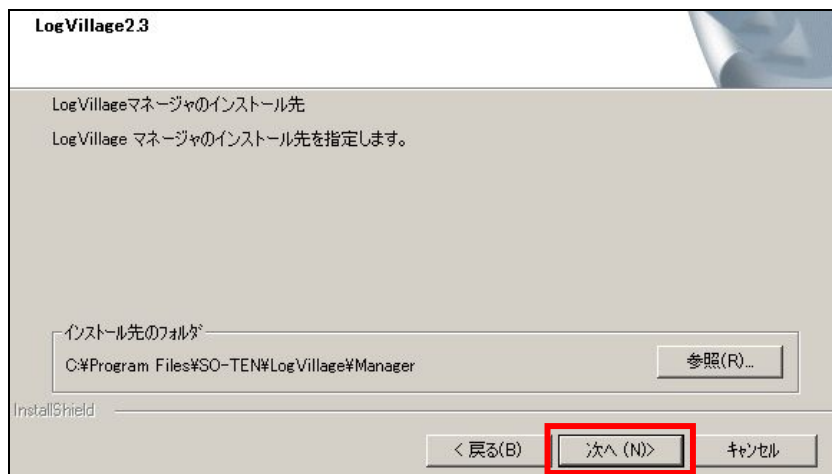 LogVillage2.3
LogVillageマネージャのインストール先
LogVillage マネージャのインストール先を指定します。
インストール先のフォルダ
C:¥Program Files¥SO-TEN¥LogVillage¥Manager
参照(R)...
InstallShield
< 戻る(B)
次へ (N)>
キャンセル